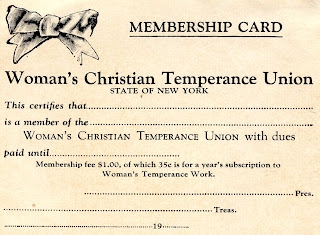 MEMBERSHIP CARD
Woman's Christian Temperance Union
STATE OF NEW YORK
This certifies that
is a member of the
WOMAN'S CHRISTIAN TEMPERANCE UNION with dues
paid until
Membership fee $1.00, of which 35c is for a year's subscription to
Woman's Temperance Work.
Pres.
Treas.
19